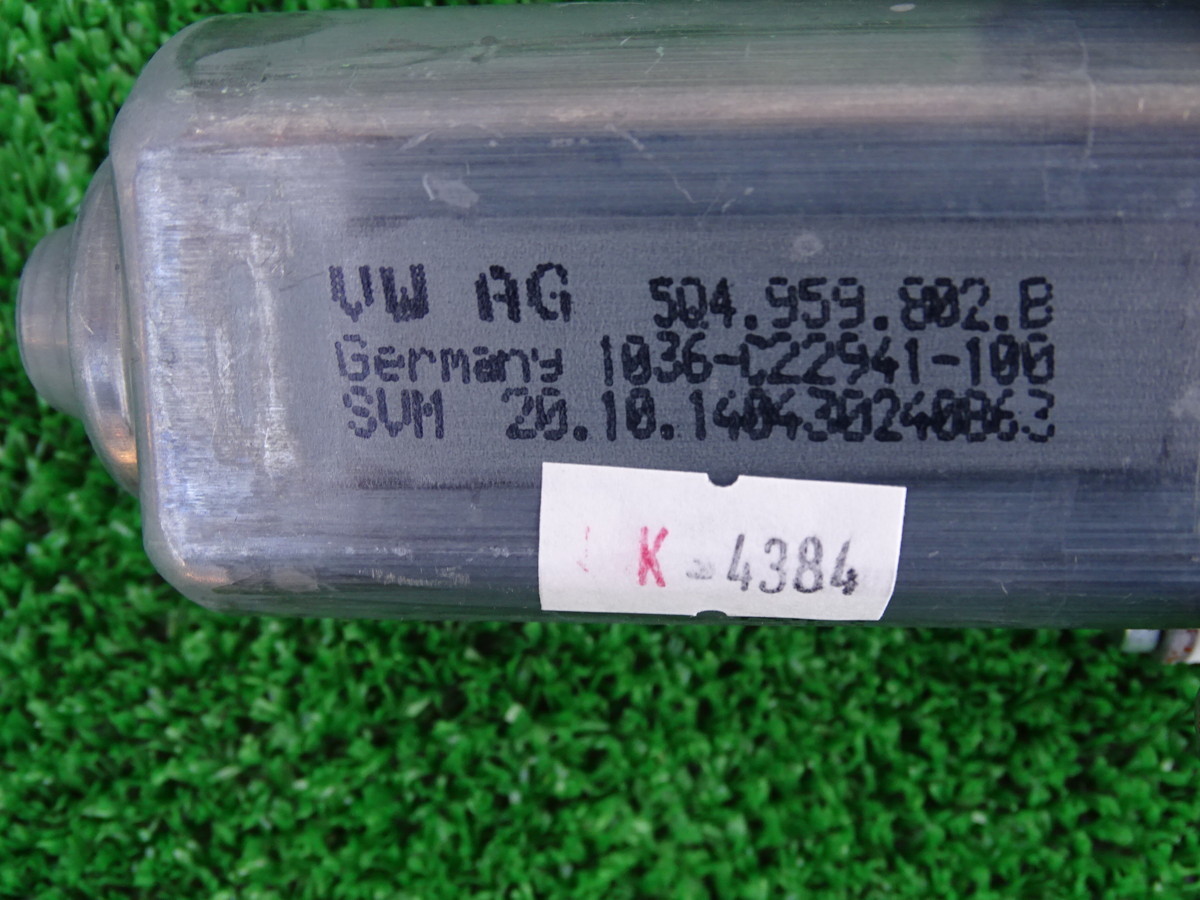 VW AG 5Q4.959.802.B
Germany 1036-C22941-100
SVM 20.10.140430240863
K-4384